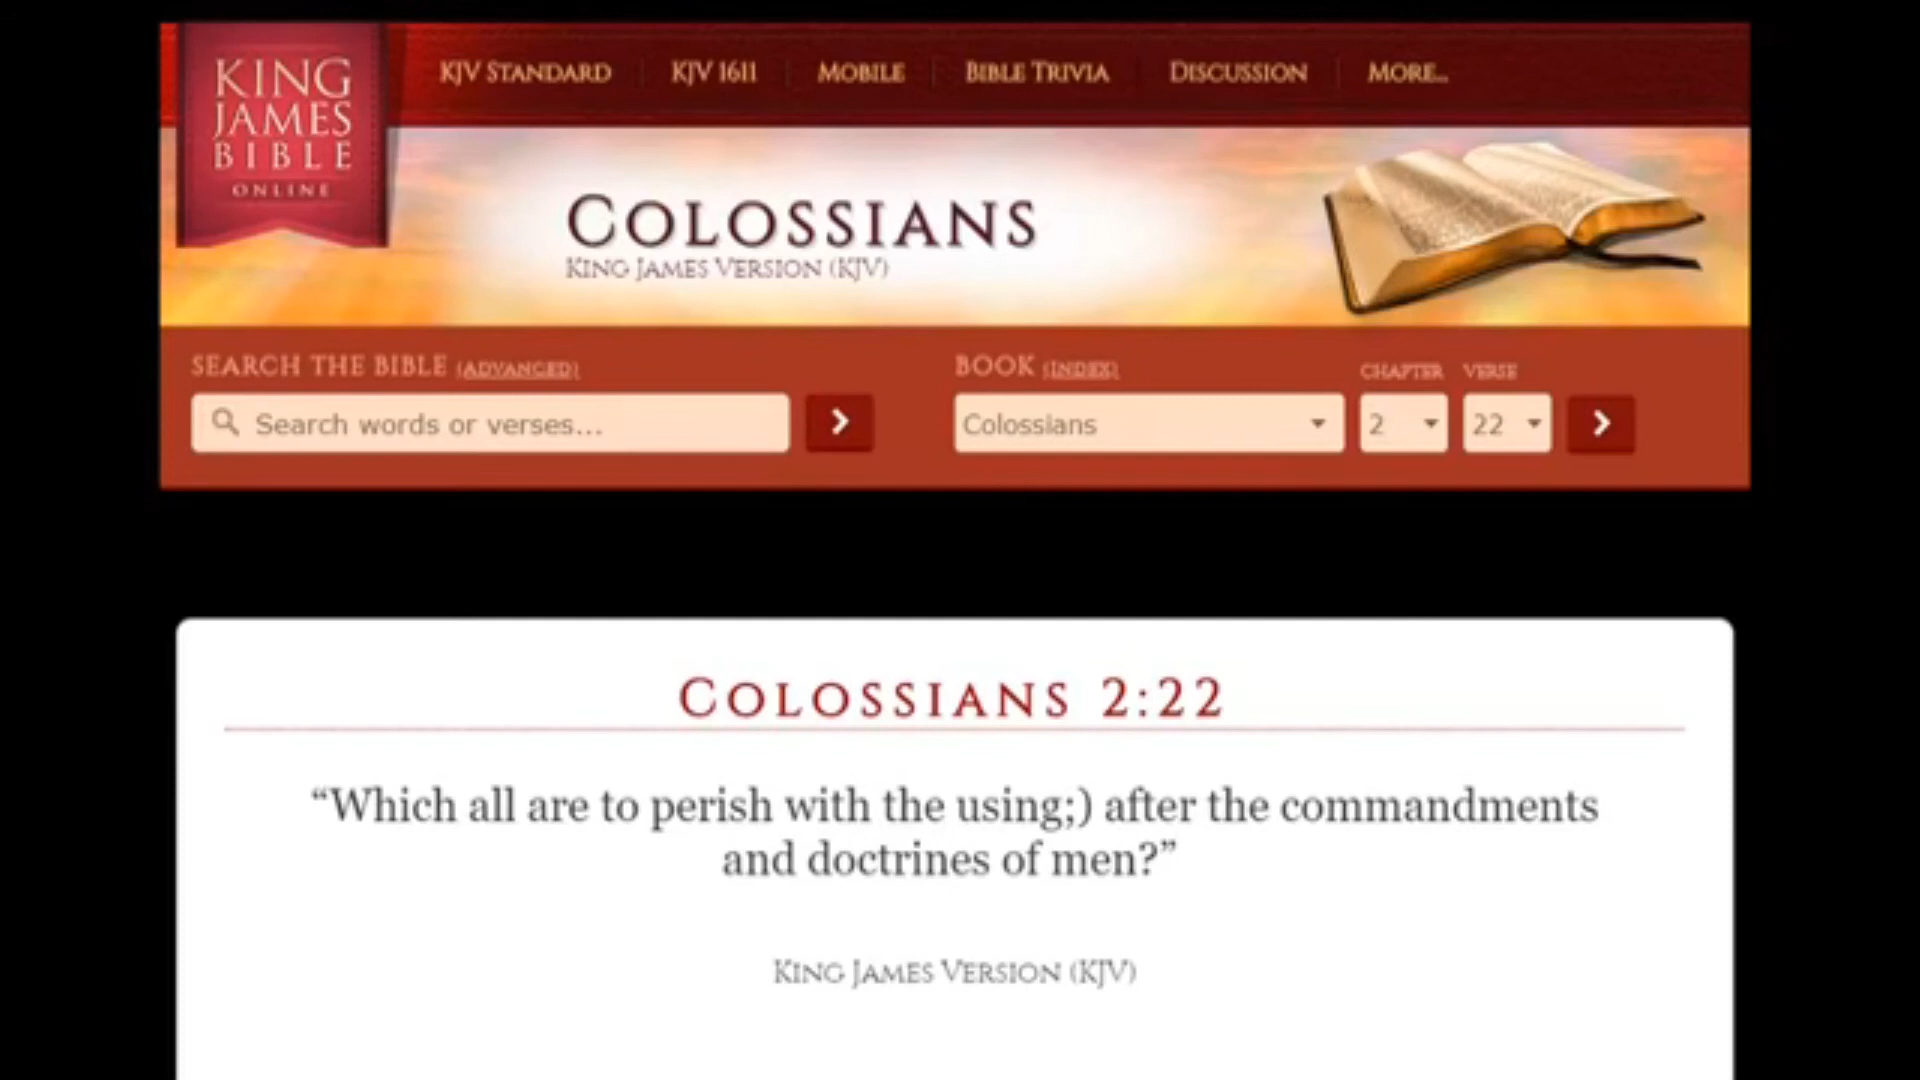 KING
JAMES
BIBLE
ONLINE
KJV STANDARD KJV 1611 MOBILE BIBLE TRIVIA DISCUSSION MORE...
COLOSSIANS
KING JAMES VERSION (KJV)
SEARCH THE BIBLE (ADVANCED) BOOK (INDEX) CHAPTER VERSE
Search words or verses... Colossians 2 22
COLOSSIANS 2:22
“Which all are to perish with the using;) after the commandments
and doctrines of men?”
KING JAMES VERSION (KJV)